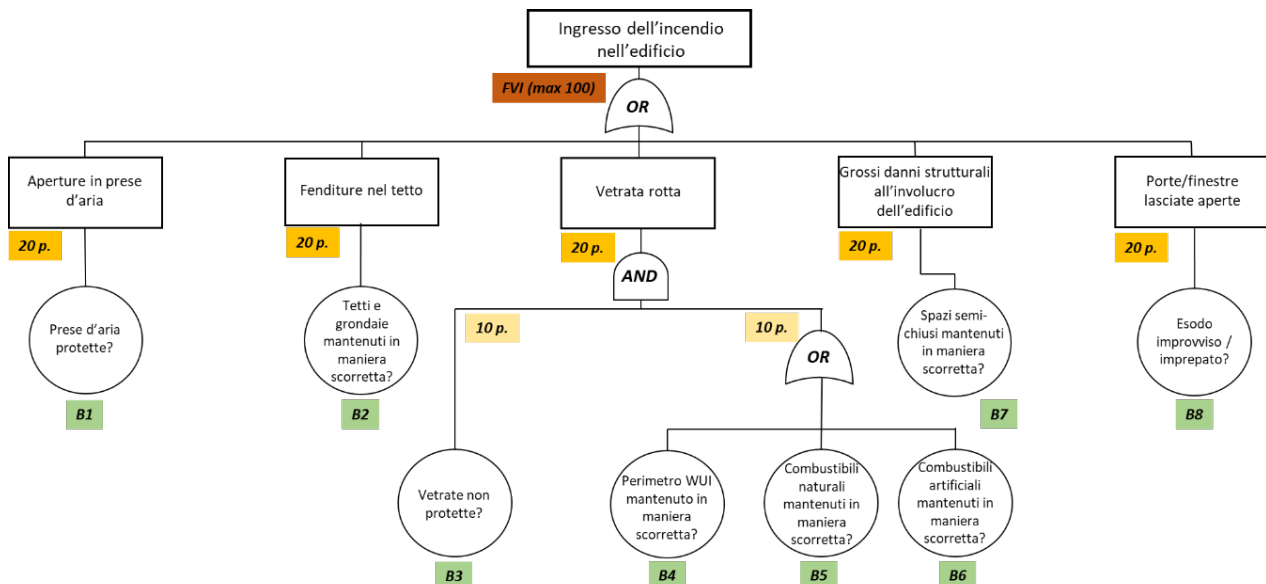 Ingresso dell'incendio
nell'edificio
FVI (max 100)
OR
Aperture in prese
d'aria
Fenditure nel tetto
Vetrata rotta
Grossi danni strutturali
all'involucro
dell'edificio
Porte/finestre
lasciate aperte
20 p.
20 p.
20 p.
20 p.
20 p.
AND
Prese d'aria
protette?
B1
Tetti e
grondaie
mantenuti in
maniera
scorretta?
B2
10 p.
10 p.
OR
Spazi semi-
chiusi mantenuti
in maniera
scorretta?
B7
Esodo
improvviso /
imprepato?
B8
Vetrate non
protette?
B3
Perimetro WUI
mantenuto in
maniera
scorretta?
B4
Combustibili
naturali
mantenuti in
maniera
scorretta?
B5
Combustibili
artificiali
mantenuti in
maniera
scorretta?
B6